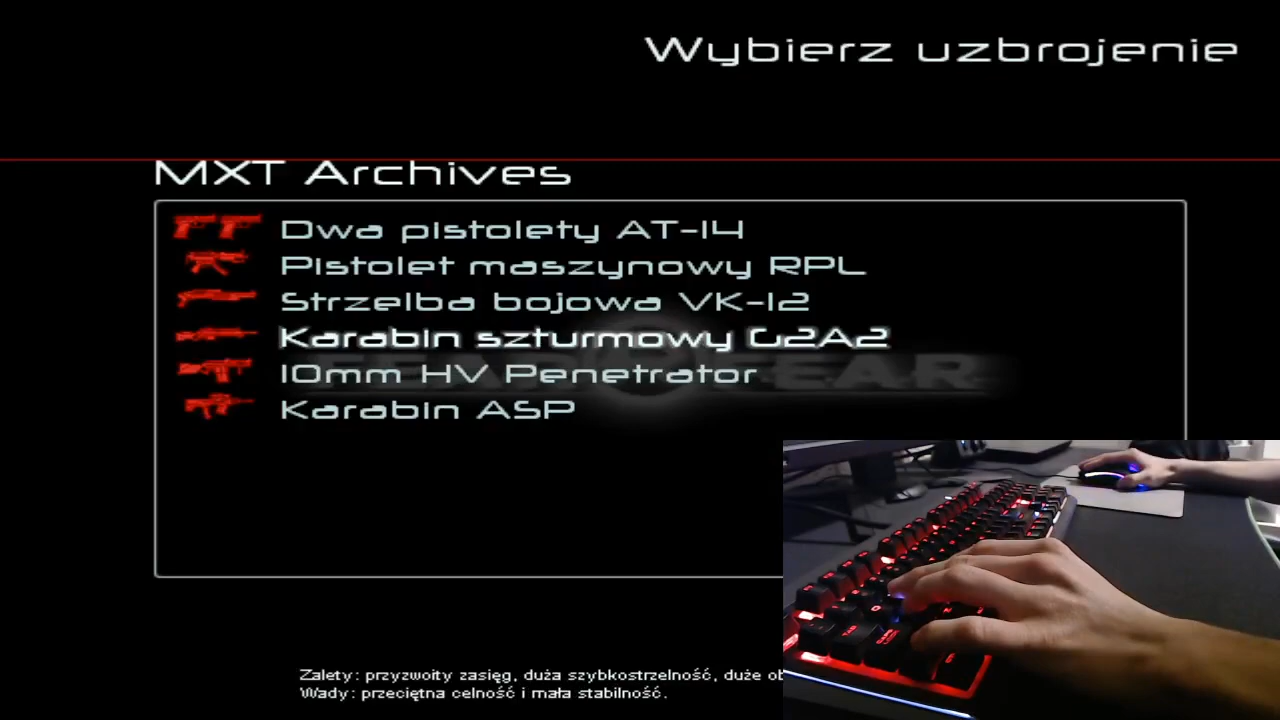 Wybierz uzbrojenie
MXT Archives
Dwa pistolety AT-14
Pistolet maszynowy RPL
Strzelba bojowa VK-12
Karabin szturmowy G2A2
10mm HV Penetrator
Karabin ASP
Zalety: przyzwoity zasięg, duża szybkostrzelność, duże
Wady: przeciętna celność i mała stabilność.